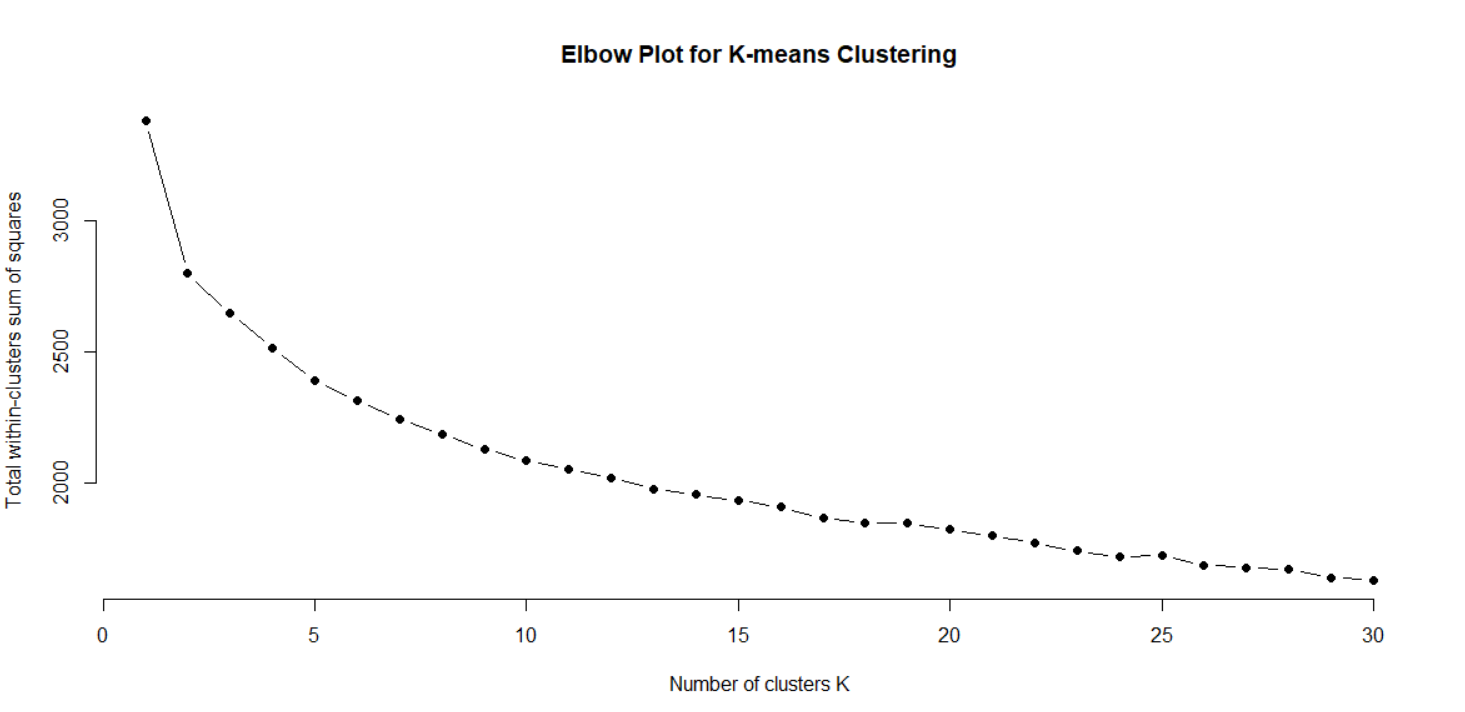 Elbow Plot for K-means Clustering
Total within-clusters sum of squares
3000
2500
2000
0 5 10 15 20 25 30
Number of clusters K